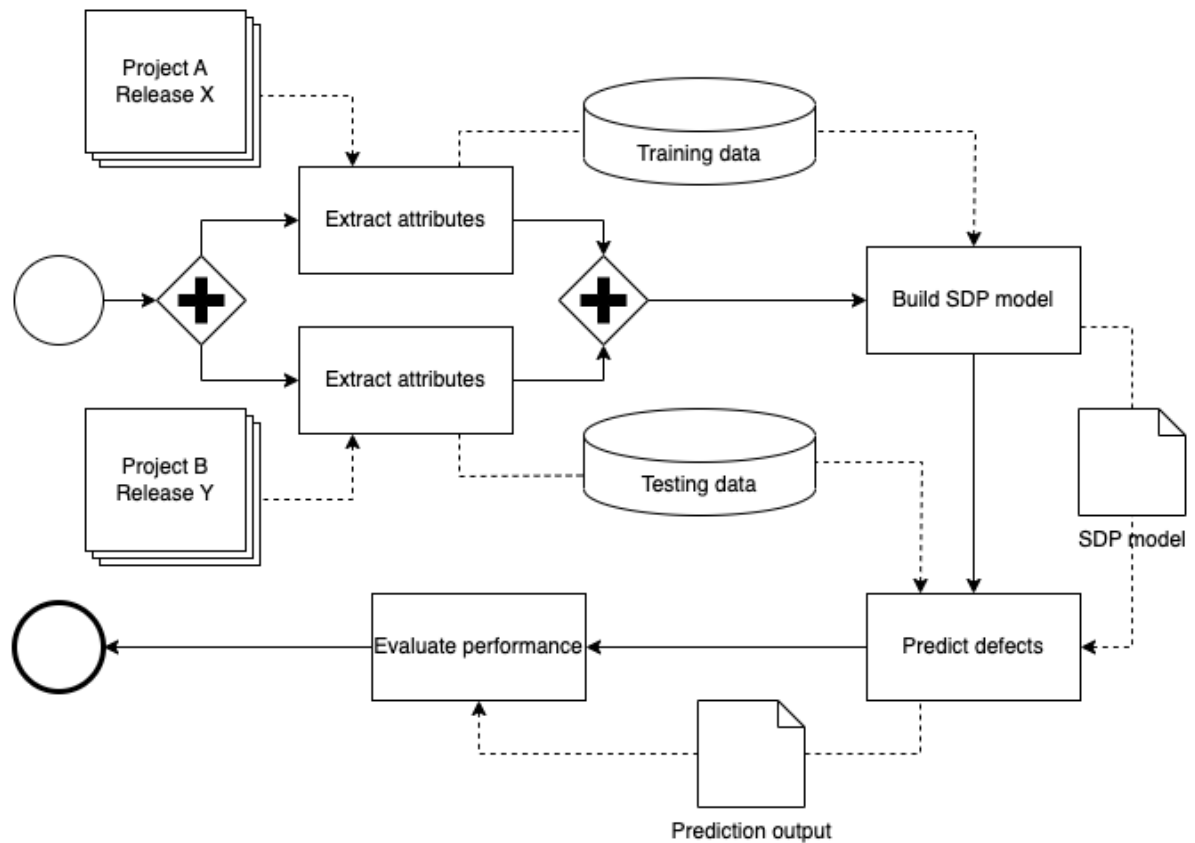 Project A
Release X
Training data
Extract attributes
Build SDP model
Extract attributes
Project B
Release Y
Testing data
SDP model
Evaluate performance
Predict defects
Prediction output